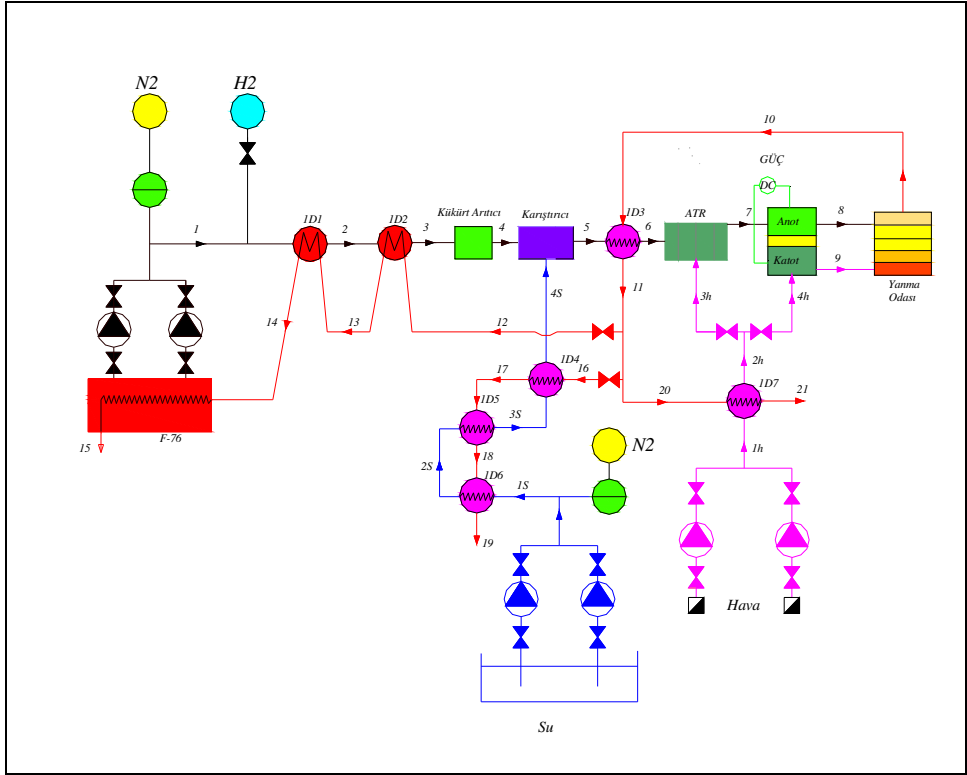 N2
H2
10
GÜÇ
DC
1
1D1
2
1D2
3
Kükürt Arıtıcı
4
Karıştırıcı
5
1D3
6
ATR
7
Anot
Katot
8
9
Yanma
Odası
11
4S
3h
4h
14
13
12
2h
17
1D4
16
1D7
20
21
1D5
3S
15
F-76
18
2S
1D6
1S
N2
1h
19
Hava
Su